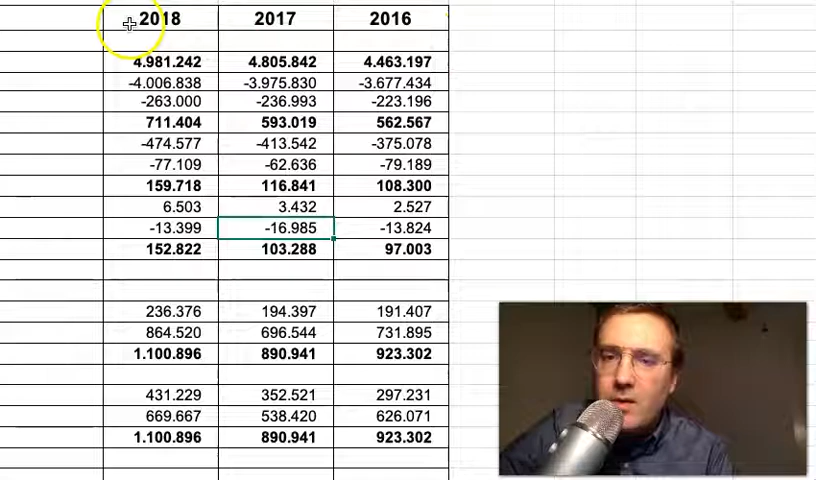 2018 2017 2016
4.981.242 4.805.842 4.463.197
-4.006.838 -3.975.830 -3.677.434
-263.000 -236.993 -223.196
711.404 593.019 562.567
-474.577 -413.542 -375.078
-77.109 -62.636 -79.189
159.718 116.841 108.300
6.503 3.432 2.527
-13.399 -16.985 -13.824
152.822 103.288 97.003
236.376 194.397 191.407
864.520 696.544 731.895
1.100.896 890.941 923.302
431.229 352.521 297.231
669.667 538.420 626.071
1.100.896 890.941 923.302